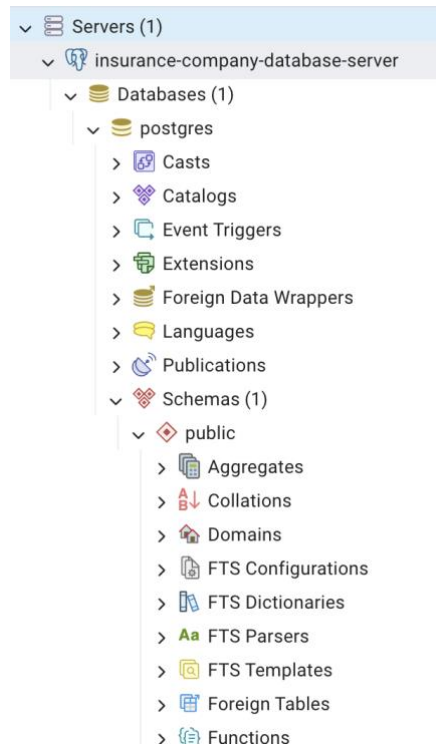 Servers (1)
insurance-company-database-server
Databases (1)
postgres
Casts
Catalogs
Event Triggers
Extensions
Foreign Data Wrappers
Languages
Publications
Schemas (1)
public
Aggregates
Collations
Domains
FTS Configurations
FTS Dictionaries
Aa FTS Parsers
FTS Templates
Foreign Tables
Functions